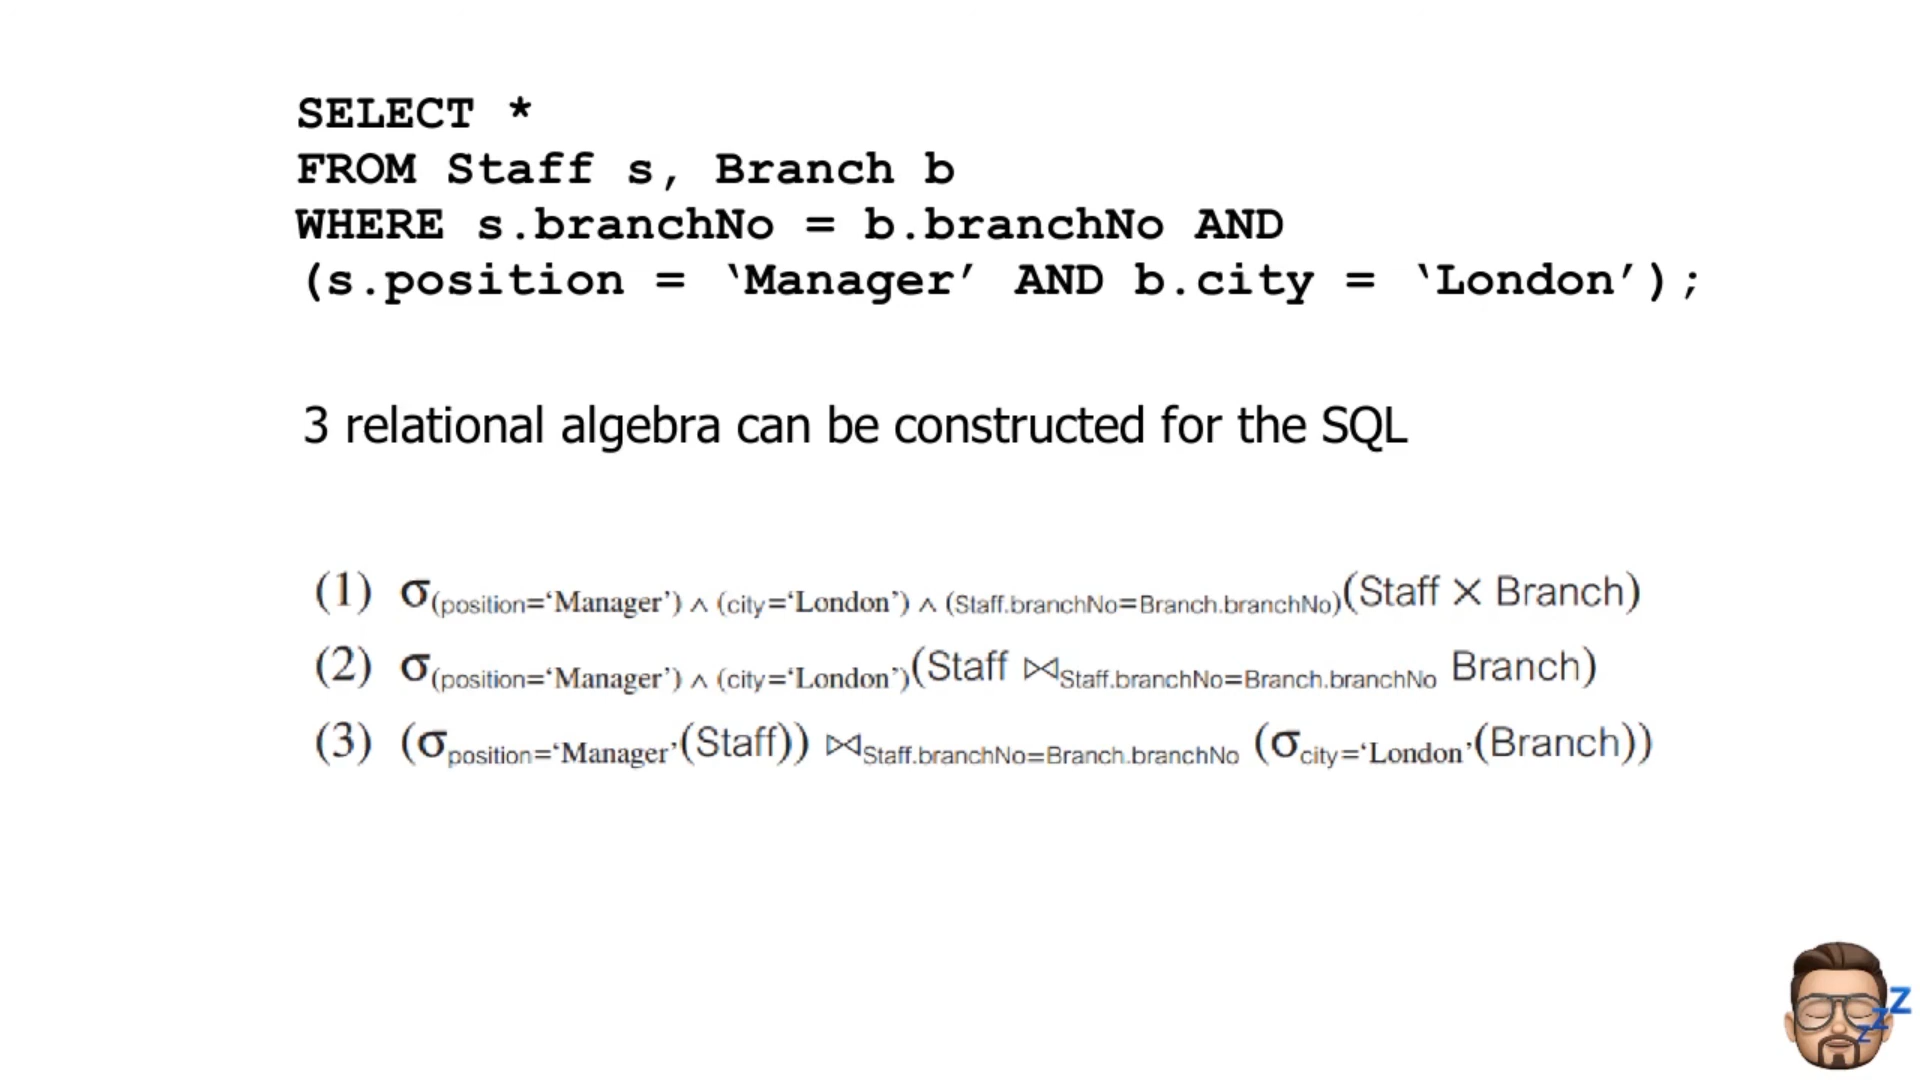 SELECT *
FROM Staff s, Branch b
WHERE s.branchNo = b.branchNo AND
(s.position = ‘Manager’ AND b.city = ‘London’);
3 relational algebra can be constructed for the SQL
(1) σ(position=‘Manager’) ∧ (city=‘London’) ∧ (Staff.branchNo=Branch.branchNo)(Staff × Branch)
(2) σ(position=‘Manager’) ∧ (city=‘London’)(Staff ⨝Staff.branchNo=Branch.branchNo Branch)
(3) (σposition=‘Manager’(Staff)) ⨝Staff.branchNo=Branch.branchNo (σcity=‘London’(Branch))
z z Z